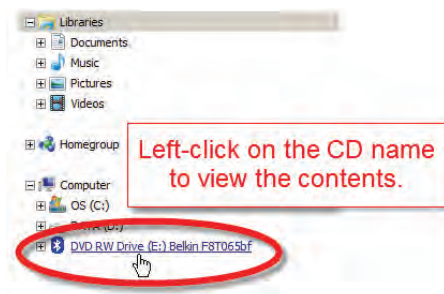 Libraries
Documents
Music
Pictures
Videos
Homegroup
Left-click on the CD name
to view the contents.
Computer
OS (C:)
(D:)
DVD RW Drive (E:) Belkin F8T065bf